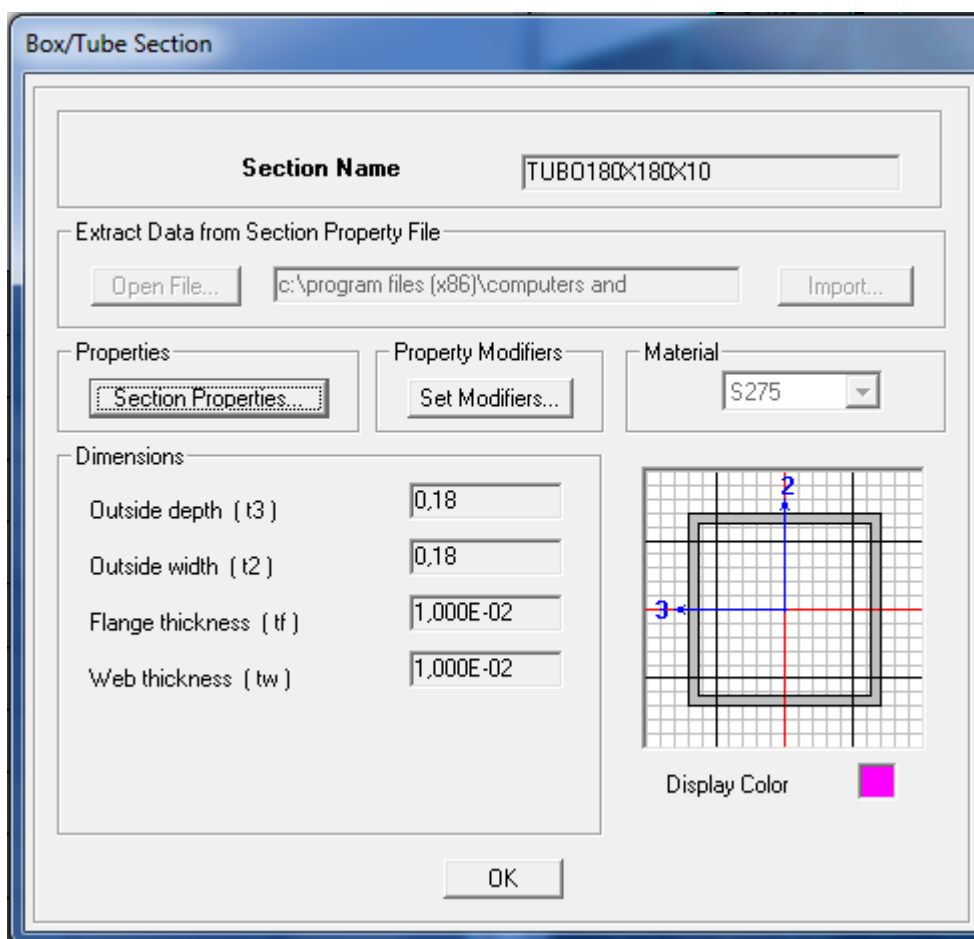 Box/Tube Section
Section Name
TUBO180X180X10
Extract Data from Section Property File
Open File...
c:\program files (x86)\computers and
Import...
Properties
Section Properties...
Property Modifiers
Set Modifiers...
Material
S275
Dimensions
Outside depth ( t3 )
0,18
Outside width ( t2 )
0,18
Flange thickness ( tf )
1,000E-02
Web thickness ( tw )
1,000E-02
2
3
Display Color
OK